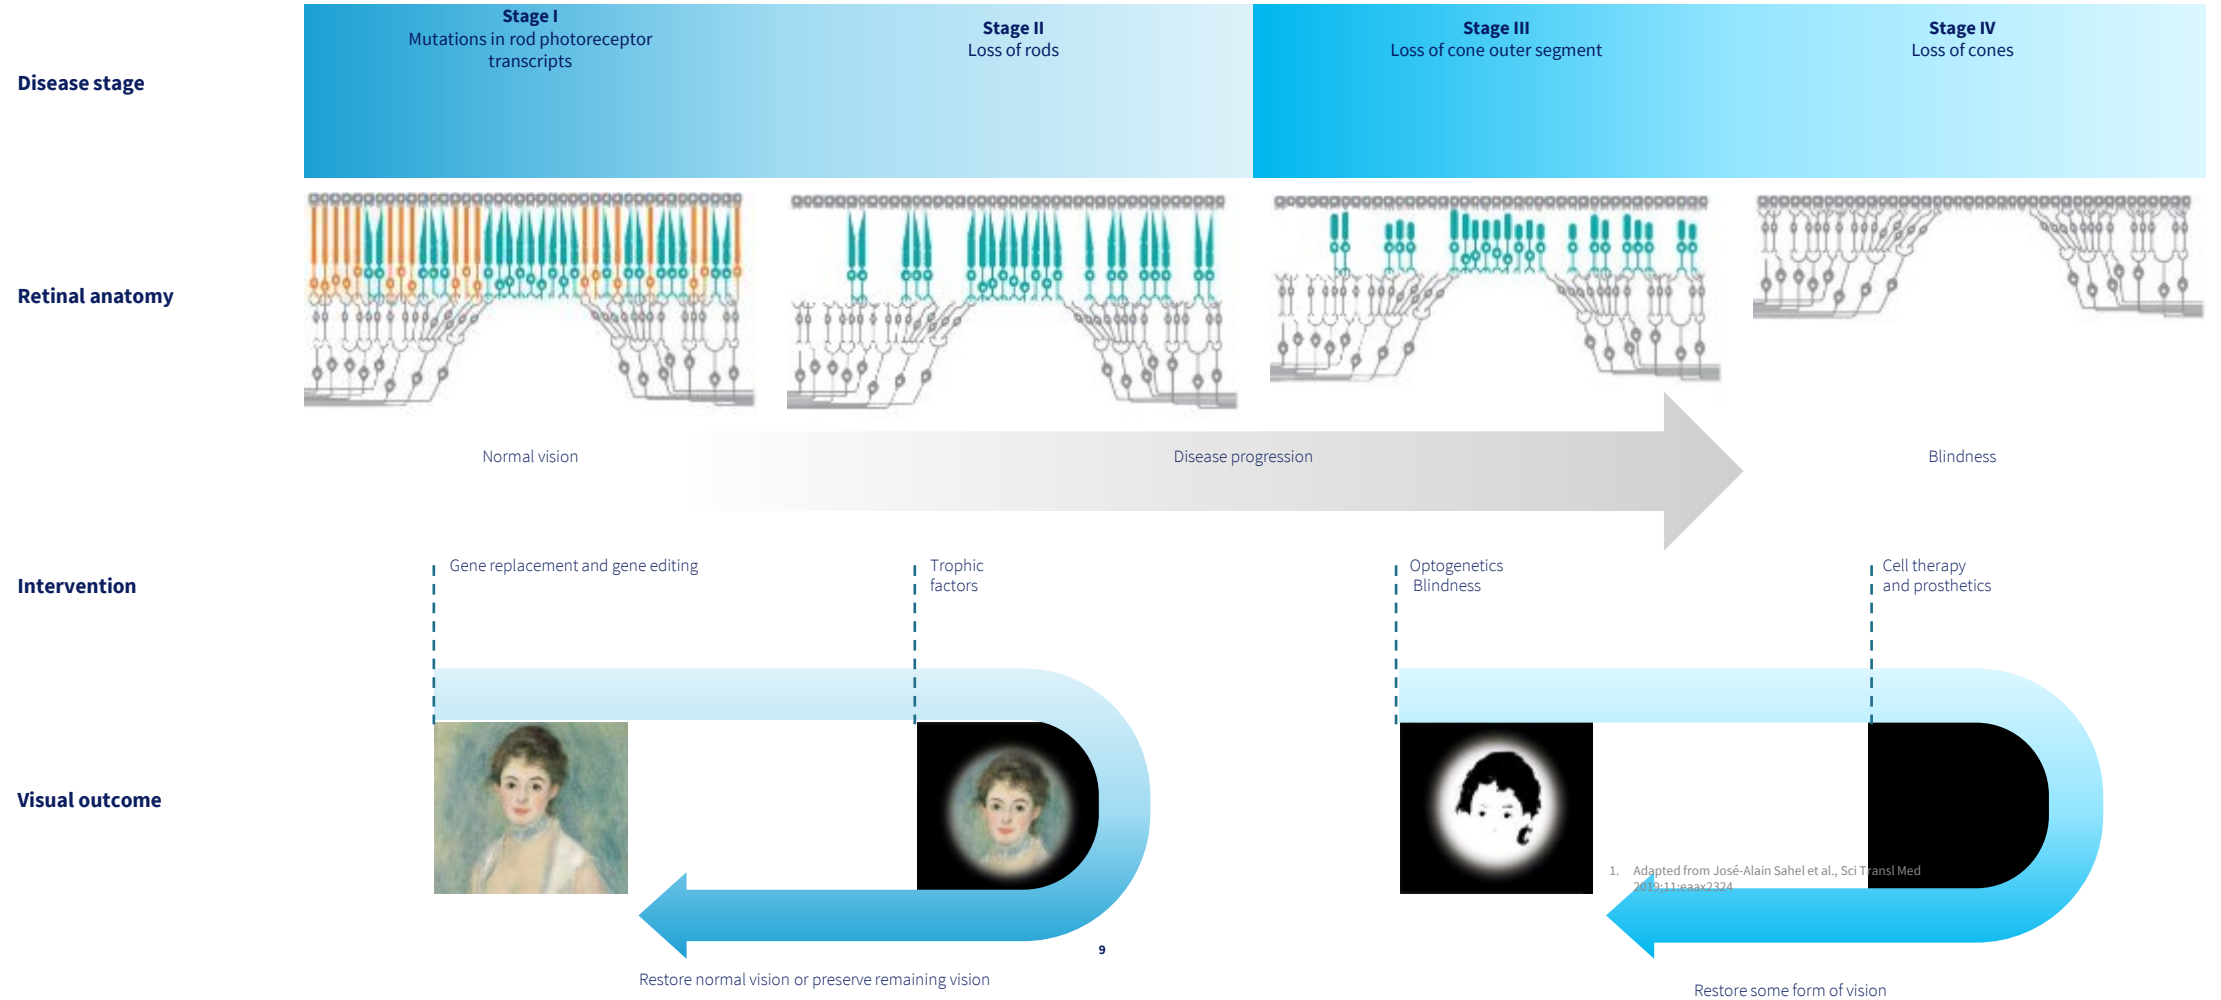 Stage I
Mutations in rod photoreceptor
transcripts
Stage II
Loss of rods
Stage III
Loss of cone outer segment
Stage IV
Loss of cones
Disease stage
Retinal anatomy
Normal vision
Disease progression
Blindness
Intervention
Gene replacement and gene editing
Trophic
factors
Optogenetics
Blindness
Cell therapy
and prosthetics
Visual outcome
1. Adapted from José-Alain Sahel et al., Sci Transl Med
2019;11:eaax2324
9
Restore normal vision or preserve remaining vision
Restore some form of vision